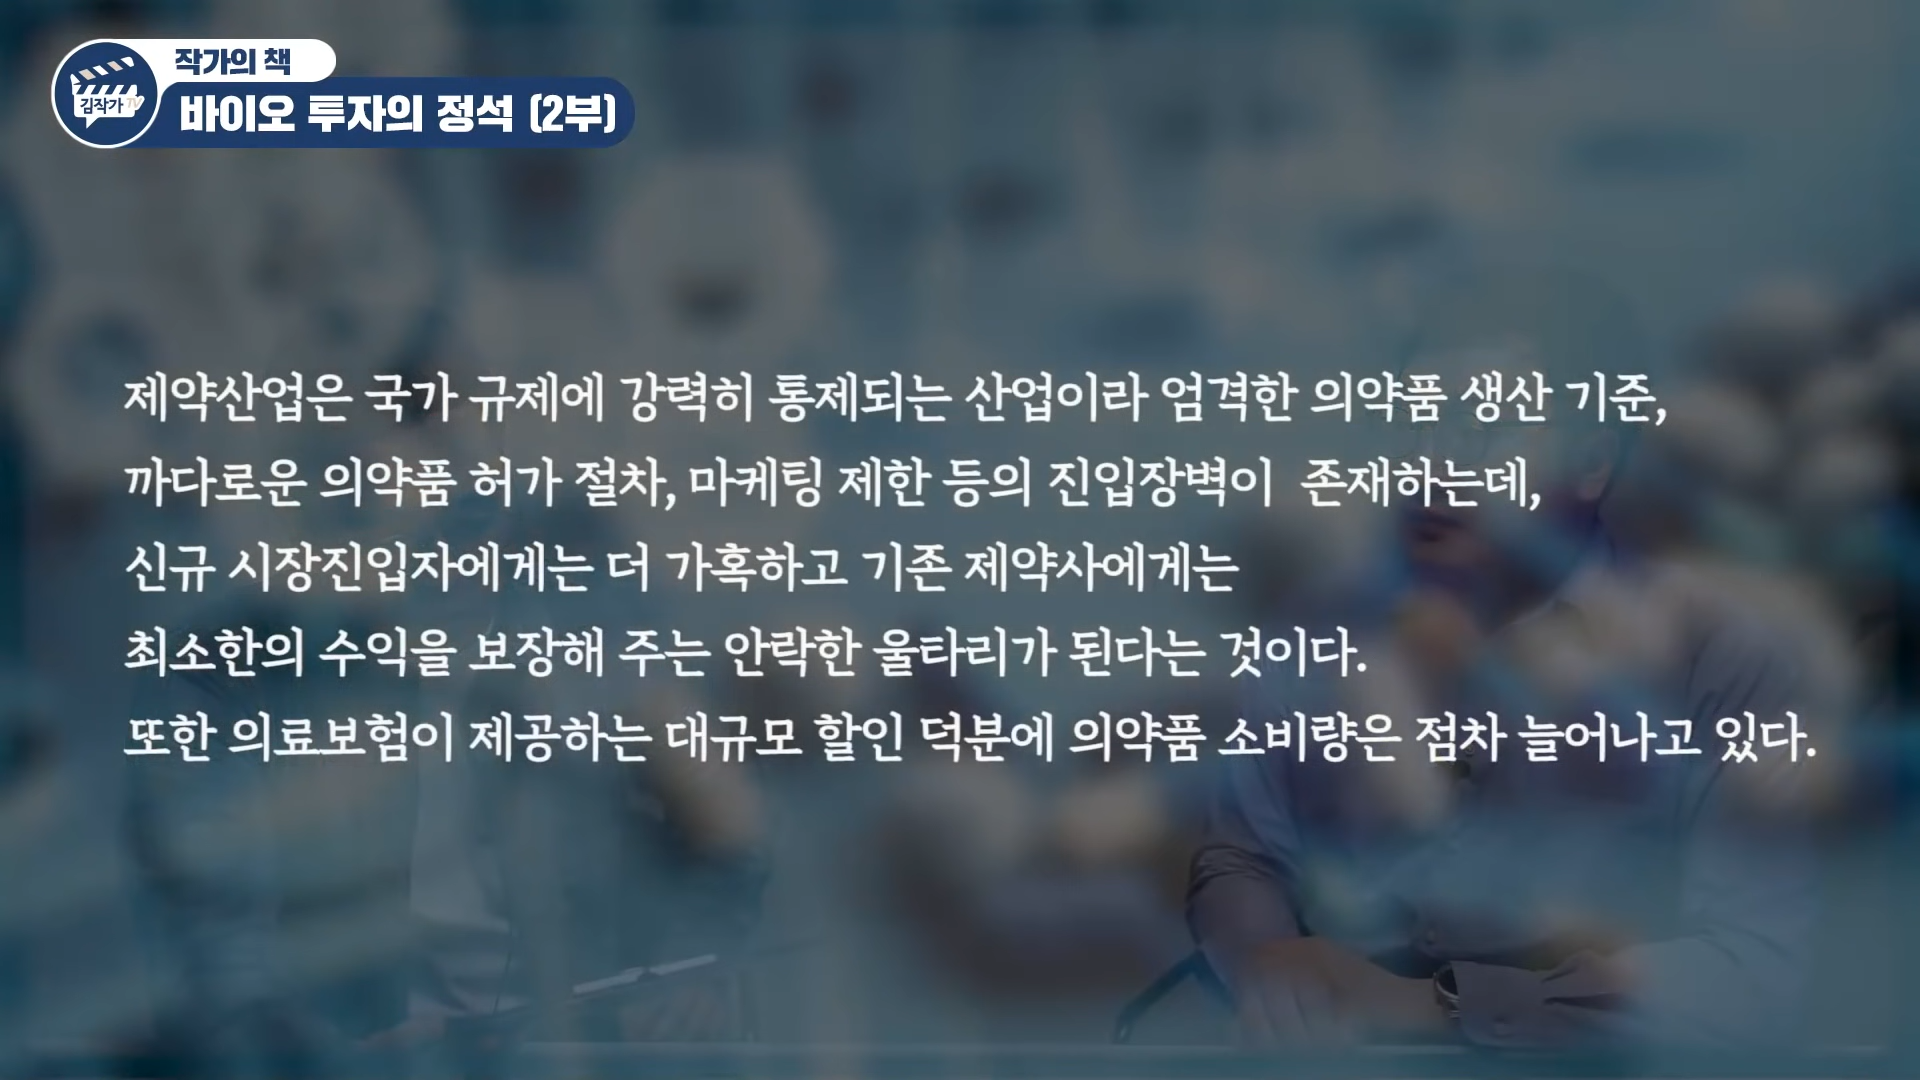 작가의 책
김작가 TV
바이오 투자의 정석 (2부)
제약산업은 국가 규제에 강력히 통제되는 산업이라 엄격한 의약품 생산 기준,
까다로운 의약품 허가 절차, 마케팅 제한 등의 진입장벽이 존재하는데,
신규 시장진입자에게는 더 가혹하고 기존 제약사에게는
최소한의 수익을 보장해 주는 안락한 울타리가 된다는 것이다.
또한 의료보험이 제공하는 대규모 할인 덕분에 의약품 소비량은 점차 늘어나고 있다.